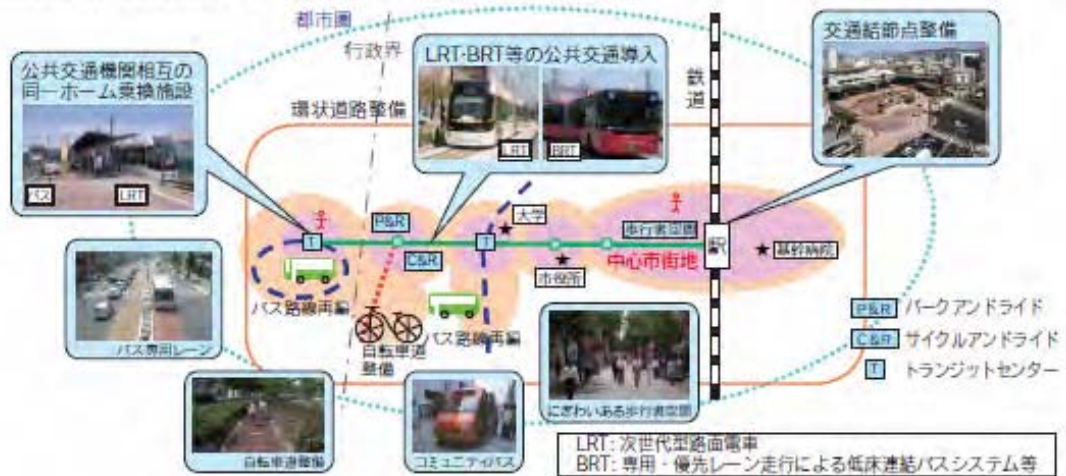 都市圏
行政界
公共交通機関相互の
同一ホーム乗換施設
バス
LRT
LRT・BRT等の公共交通導入
LRT
BRT
鉄道
交通結節点整備
環状道路整備
P&R
大学
歩行者空間
T
T
駅
C&R
市役所
中心市街地
基幹病院
バス路線再編
バス路線再編
自転車道
整備
バス専用レーン
P&R パークアンドライド
C&R サイクルアンドライド
T トランジットセンター
にぎわいある歩行者空間
自転車道整備
コミュニティバス
LRT：次世代型路面電車
BRT：専用・優先レーン走行による低床連結バスシステム等